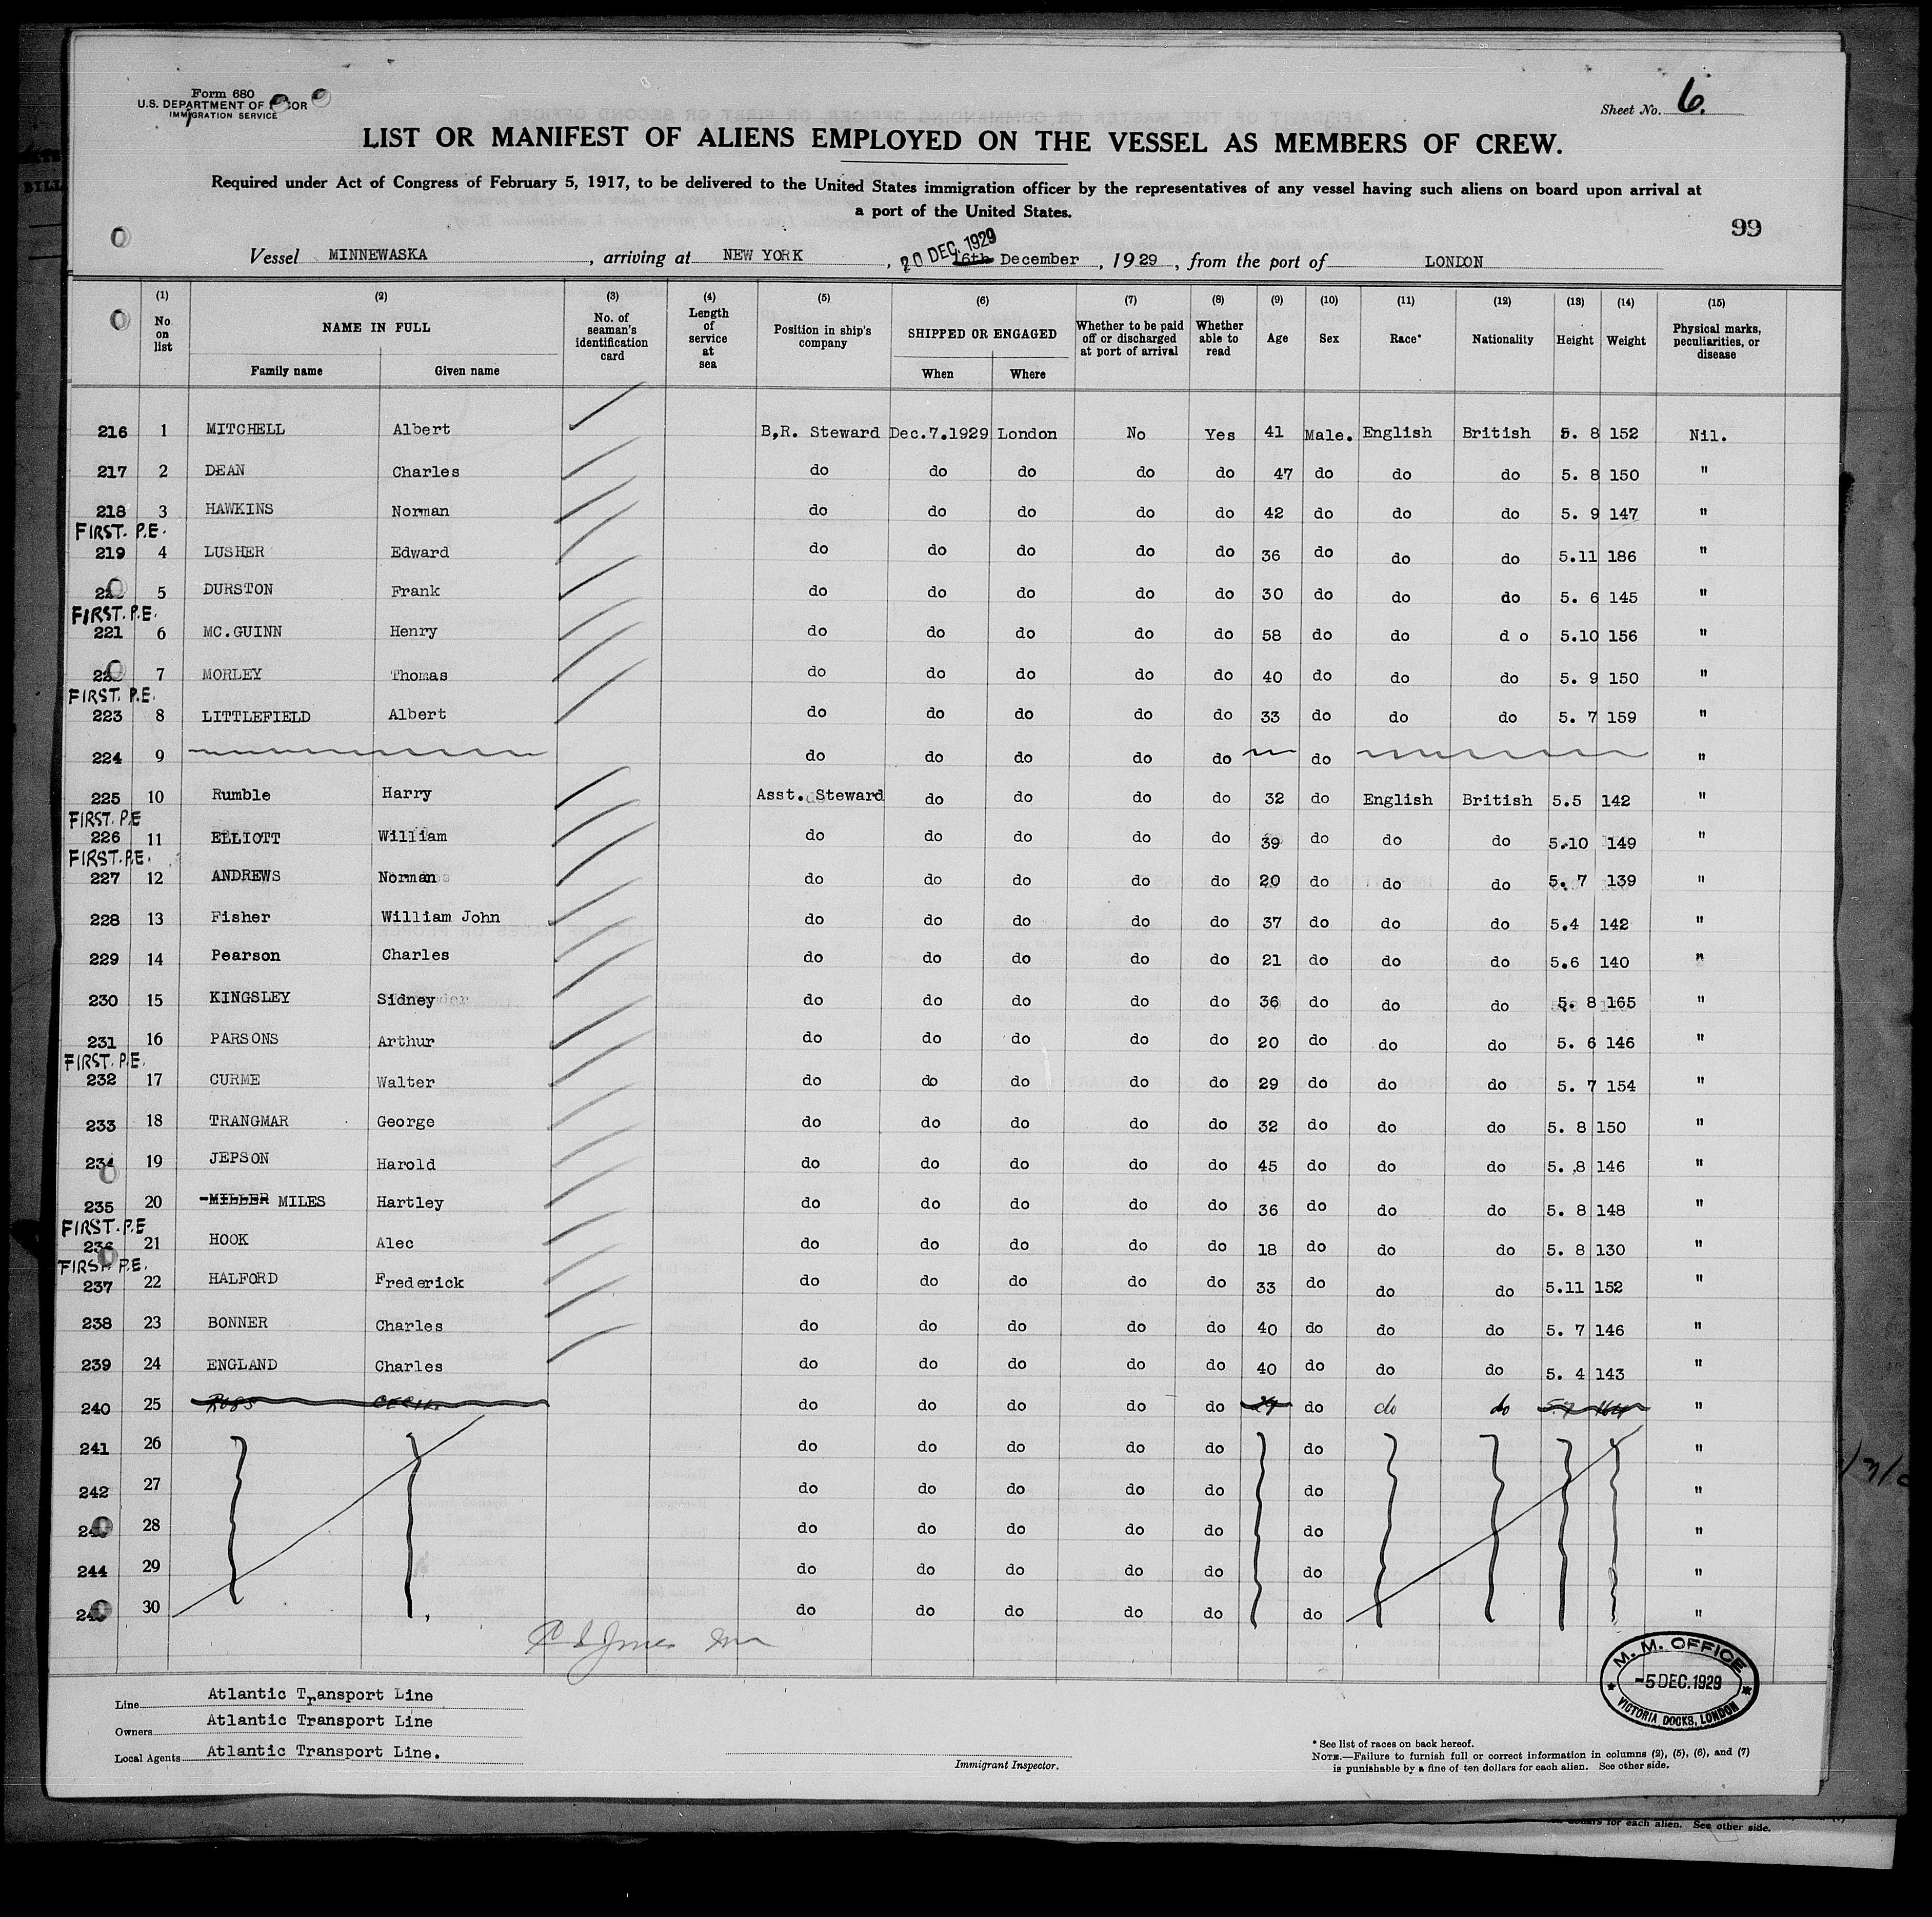 Form 680
U.S. DEPARTMENT OF LABOR
IMMIGRATION SERVICE
Sheet No. 6.
LIST OR MANIFEST OF ALIENS EMPLOYED ON THE VESSEL AS MEMBERS OF CREW.
Required under Act of Congress of February 5, 1917, to be delivered to the United States immigration officer by the representatives of any vessel having such aliens on board upon arrival at
a port of the United States.
99
20 DEC. 1929
Vessel MINNEWASKA, arriving at NEW YORK, 16th December, 1929, from the port of LONDON
(1) (2) (3) (4) (5) (6) (7) (8) (9) (10) (11) (12) (13) (14) (15)
No on list NAME IN FULL No. of seaman's identification card Length of service at sea Position in ship's company SHIPPED OR ENGAGED Whether to be paid off or discharged at port of arrival Whether able to read Age Sex Race* Nationality Height Weight Physical marks, peculiarities, or disease
Family name Given name When Where
216 1 MITCHELL Albert B,R. Steward Dec.7.1929 London No Yes 41 Male. English British 5. 8 152 Nil.
217 2 DEAN Charles do do do do do 47 do do do 5. 8 150 "
218 3 HAWKINS Norman do do do do do 42 do do do 5. 9 147 "
FIRST. P.E.
219 4 LUSHER Edward do do do do do 36 do do do 5.11 186 "
5 DURSTON Frank do do do do do 30 do do do 5. 6 145 "
FIRST. P.E.
221 6 MC.GUINN Henry do do do do do 58 do do d o 5.10 156 "
7 MORLEY Thomas do do do do do 40 do do do 5. 9 150 "
FIRST. P.E.
223 8 LITTLEFIELD Albert do do do do do 33 do do do 5. 7 159 "
224 9 do do do do do do "
225 10 Rumble Harry Asst. Steward do do do do 32 do English British 5.5 142 "
FIRST. P.E
226 11 ELLIOTT William do do do do do 39 do do do 5.10 149 "
FIRST. P.E.
227 12 ANDREWS Norman do do do do do 20 do do do 5. 7 139 "
228 13 Fisher William John do do do do do 37 do do do 5.4 142 "
229 14 Pearson Charles do do do do do 21 do do do 5.6 140 "
230 15 KINGSLEY Sidney do do do do do 36 do do do 5. 8 165 "
231 16 PARSONS Arthur do do do do do 20 do do do 5. 6 146 "
FIRST. P.E.
232 17 CURME Walter do do do do do 29 do do do 5. 7 154 "
233 18 TRANGMAR George do do do do do 32 do do do 5. 8 150 "
234 19 JEPSON Harold do do do do do 45 do do do 5. 8 146 "
235 20 MILLER MILES Hartley do do do do do 36 do do do 5. 8 148 "
FIRST. P.E
236 21 HOOK Alec do do do do do 18 do do do 5. 8 130 "
FIRST. P.E.
237 22 HALFORD Frederick do do do do do 33 do do do 5.11 152 "
238 23 BONNER Charles do do do do do 40 do do do 5. 7 146 "
239 24 ENGLAND Charles do do do do do 40 do do do 5. 4 143 "
240 25 do do do do do do do do "
241 26 do do do do do do "
242 27 do do do do do do "
28 do do do do do do "
244 29 do do do do do do "
30 do do do do do do "
M. M. OFFICE
-5 DEC. 1929
VICTORIA DOCKS, LONDON
Line Atlantic Transport Line
Owners Atlantic Transport Line
Local Agents Atlantic Transport Line.
Immigrant Inspector.
* See list of races on back hereof.
NOTE.—Failure to furnish full or correct information in columns (2), (5), (6), and (7)
is punishable by a fine of ten dollars for each alien. See other side.
for each alien. See other side.